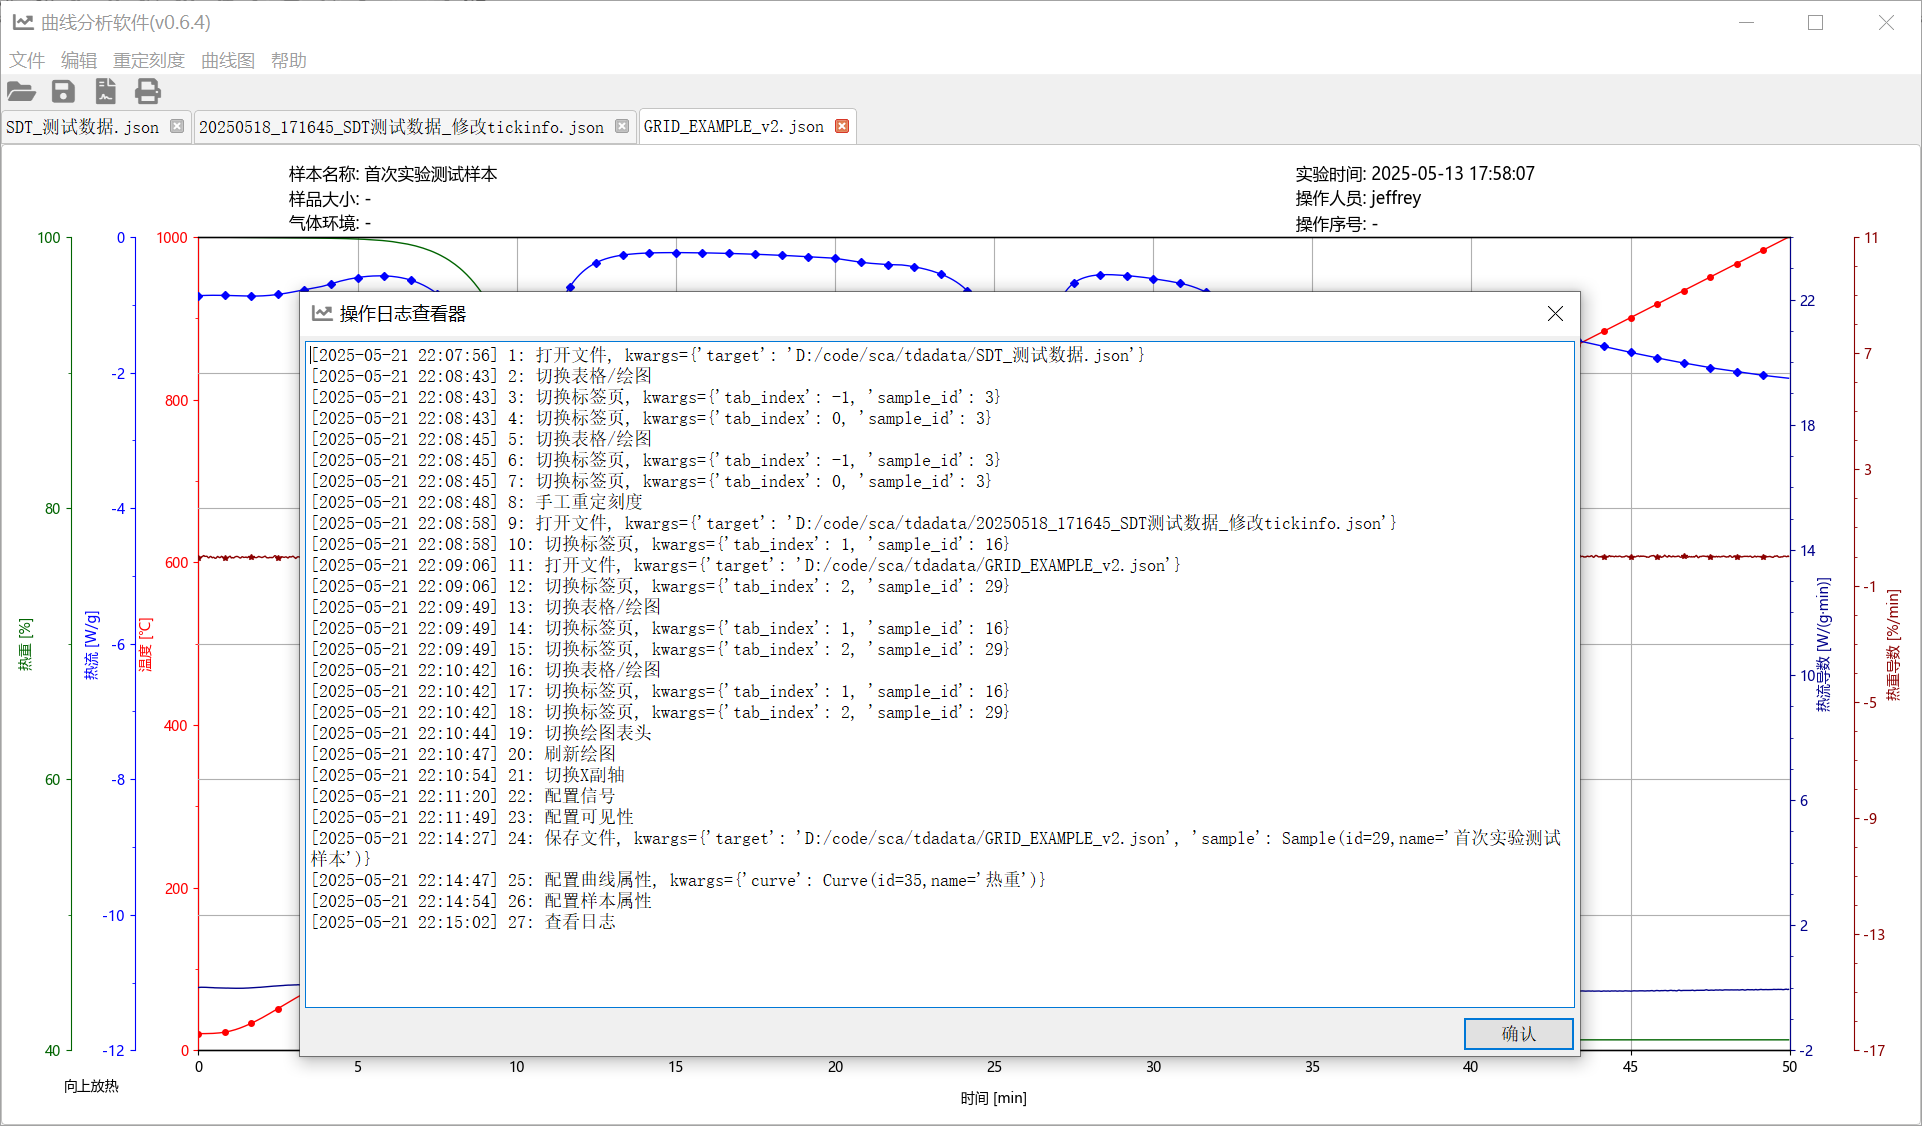 曲线分析软件(v0.6.4)
文件 编辑 重定刻度 曲线图 帮助
SDT_测试数据.json 20250518_171645_SDT测试数据_修改tickinfo.json GRID_EXAMPLE_v2.json
样本名称: 首次实验测试样本
样品大小: -
气体环境: -
实验时间: 2025-05-13 17:58:07
操作人员: jeffrey
操作序号: -
操作日志查看器
[2025-05-21 22:07:56] 1: 打开文件, kwargs={'target': 'D:/code/sca/tdadata/SDT_测试数据.json'}
[2025-05-21 22:08:43] 2: 切换表格/绘图
[2025-05-21 22:08:43] 3: 切换标签页, kwargs={'tab_index': -1, 'sample_id': 3}
[2025-05-21 22:08:43] 4: 切换标签页, kwargs={'tab_index': 0, 'sample_id': 3}
[2025-05-21 22:08:45] 5: 切换表格/绘图
[2025-05-21 22:08:45] 6: 切换标签页, kwargs={'tab_index': -1, 'sample_id': 3}
[2025-05-21 22:08:45] 7: 切换标签页, kwargs={'tab_index': 0, 'sample_id': 3}
[2025-05-21 22:08:48] 8: 手工重定刻度
[2025-05-21 22:08:58] 9: 打开文件, kwargs={'target': 'D:/code/sca/tdadata/20250518_171645_SDT测试数据_修改tickinfo.json'}
[2025-05-21 22:08:58] 10: 切换标签页, kwargs={'tab_index': 1, 'sample_id': 16}
[2025-05-21 22:09:06] 11: 打开文件, kwargs={'target': 'D:/code/sca/tdadata/GRID_EXAMPLE_v2.json'}
[2025-05-21 22:09:06] 12: 切换标签页, kwargs={'tab_index': 2, 'sample_id': 29}
[2025-05-21 22:09:49] 13: 切换表格/绘图
[2025-05-21 22:09:49] 14: 切换标签页, kwargs={'tab_index': 1, 'sample_id': 16}
[2025-05-21 22:09:49] 15: 切换标签页, kwargs={'tab_index': 2, 'sample_id': 29}
[2025-05-21 22:10:42] 16: 切换表格/绘图
[2025-05-21 22:10:42] 17: 切换标签页, kwargs={'tab_index': 1, 'sample_id': 16}
[2025-05-21 22:10:42] 18: 切换标签页, kwargs={'tab_index': 2, 'sample_id': 29}
[2025-05-21 22:10:44] 19: 切换绘图表头
[2025-05-21 22:10:47] 20: 刷新绘图
[2025-05-21 22:10:54] 21: 切换X副轴
[2025-05-21 22:11:20] 22: 配置信号
[2025-05-21 22:11:49] 23: 配置可见性
[2025-05-21 22:14:27] 24: 保存文件, kwargs={'target': 'D:/code/sca/tdadata/GRID_EXAMPLE_v2.json', 'sample': Sample(id=29,name='首次实验测试
样本')}
[2025-05-21 22:14:47] 25: 配置曲线属性, kwargs={'curve': Curve(id=35,name='热重')}
[2025-05-21 22:14:54] 26: 配置样本属性
[2025-05-21 22:15:02] 27: 查看日志
确认
100
80
60
40
热重 [%]
0
-2
-4
-6
-8
-10
-12
热流 [W/g]
1000
800
600
400
200
0
温度 [℃]
22
18
14
10
6
2
-2
热流导数 [W/(g·min)]
11
7
3
-1
-5
-9
-13
-17
热重导数 [%/min]
0 5 10 15 20 25 30 35 40 45 50
向上放热
时间 [min]